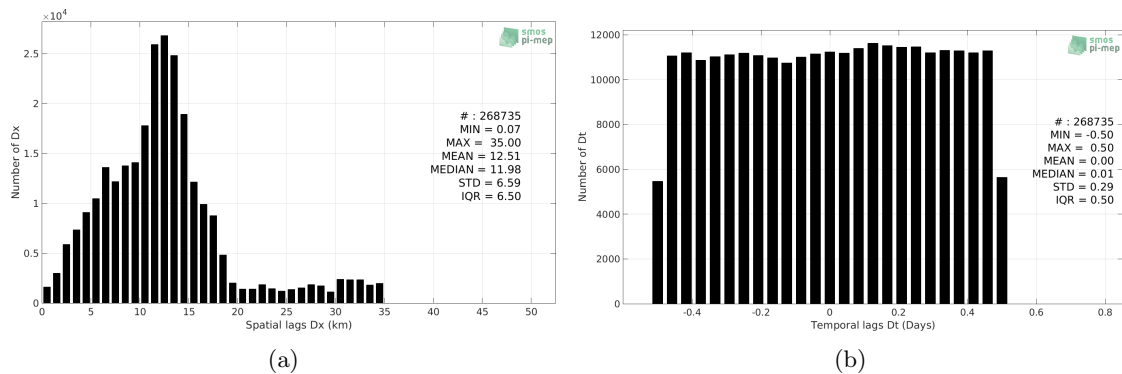 ×10⁴
2.5
2
1.5
1
0.5
0
0 5 10 15 20 25 30 35 40 45 50
Number of Dx
Spatial lags Dx (km)
smos
pi-mep
# : 268735
MIN = 0.07
MAX = 35.00
MEAN = 12.51
MEDIAN = 11.98
STD = 6.59
IQR = 6.50
(a)
12000
10000
8000
6000
4000
2000
0
-0.4 -0.2 0 0.2 0.4 0.6 0.8
Number of Dt
Temporal lags Dt (Days)
smos
pi-mep
# : 268735
MIN = -0.50
MAX = 0.50
MEAN = 0.00
MEDIAN = 0.01
STD = 0.29
IQR = 0.50
(b)